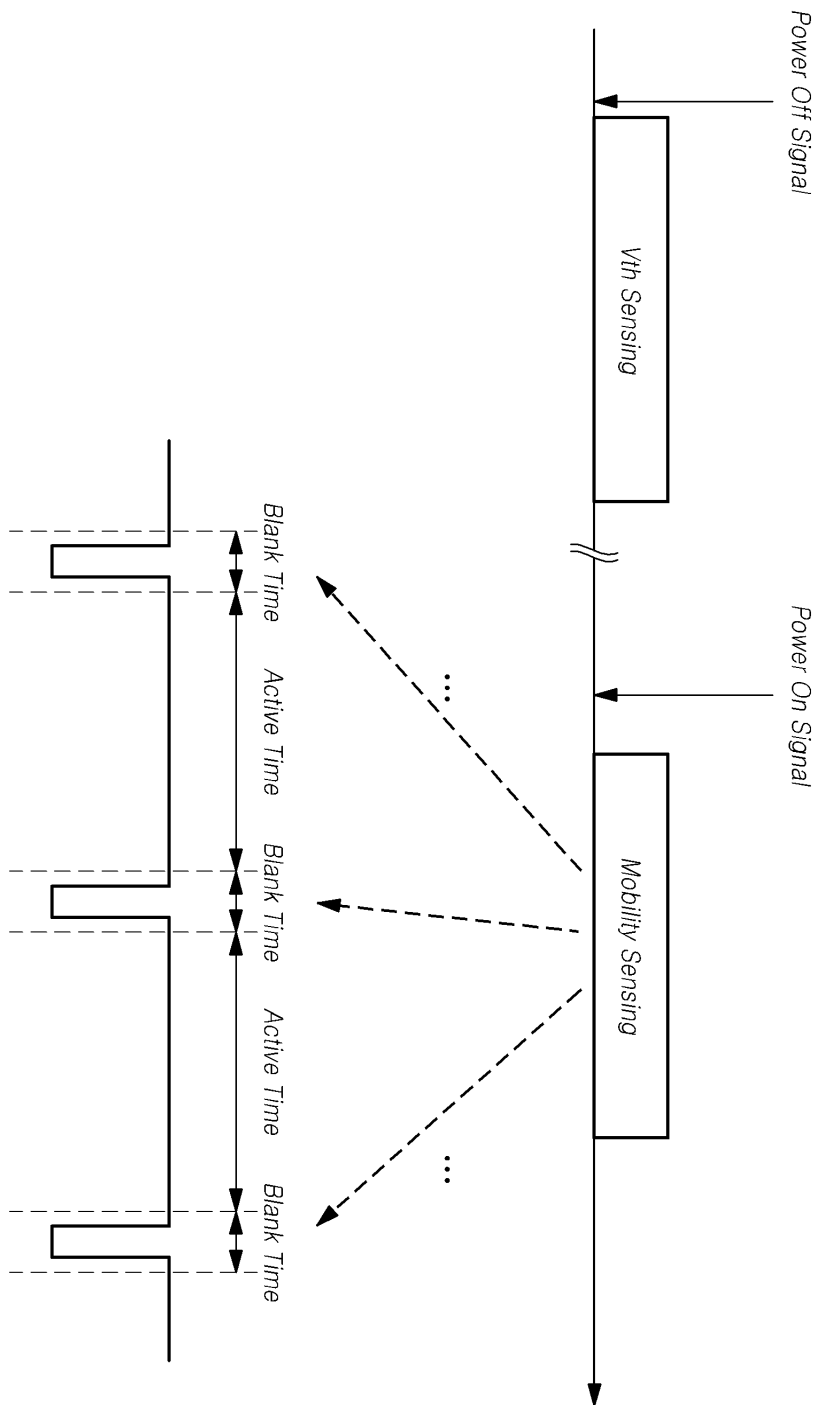 Power Off Signal
Power On Signal
Vth Sensing
Mobility Sensing
...
...
Blank Time
Active Time
Blank Time
Active Time
Blank Time